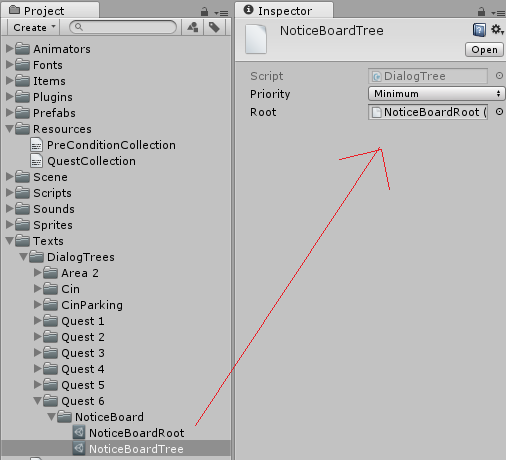 Project
Create
Animators
Fonts
Items
Plugins
Prefabs
Resources
PreConditionCollection
QuestCollection
Scene
Scripts
Sounds
Sprites
Texts
DialogTrees
Area 2
Cin
CinParking
Quest 1
Quest 2
Quest 3
Quest 4
Quest 5
Quest 6
NoticeBoard
NoticeBoardRoot
NoticeBoardTree
Inspector
NoticeBoardTree
Open
Script DialogTree
Priority Minimum
Root NoticeBoardRoot (